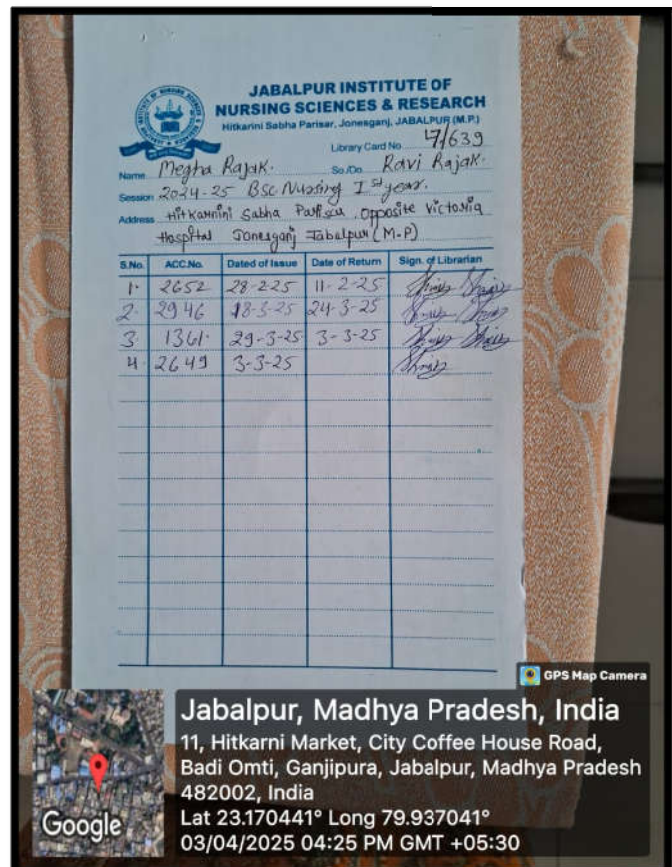 JABALPUR INSTITUTE OF
NURSING SCIENCES & RESEARCH
Hitkarini Sabha Parisar, Jonesganj, JABALPUR (M.P.)
Library Card No 17/639
Name Megha Rajak. So./Do. Ravi Rajak.
Session 2024-25 Bsc Nursing I st year.
Address Hitkarnini Sabha Opposite Victoria
Hospital Jonesganj Jabalpur (M.P)
S.No. ACC.No. Dated of Issue Date of Return Sign. of Librarian
1. 2652 28-2-25 11-2-25
2. 2946 18-3-25 24-3-25
3 1361. 29-3-25 3-3-25
4. 2649 3-3-25
GPS Map Camera
Jabalpur, Madhya Pradesh, India
11, Hitkarni Market, City Coffee House Road,
Badi Omti, Ganjipura, Jabalpur, Madhya Pradesh
482002, India
Lat 23.170441° Long 79.937041°
03/04/2025 04:25 PM GMT +05:30
Google